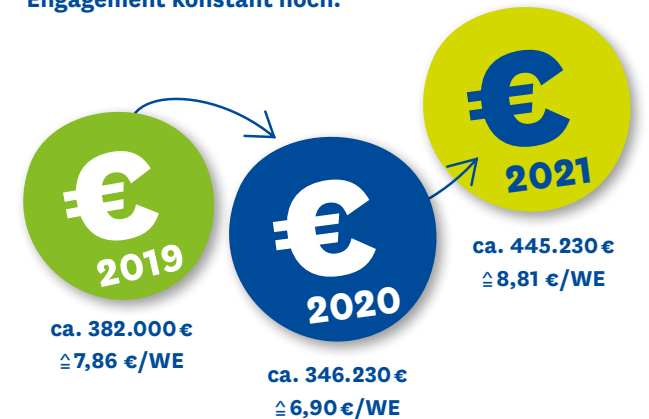 Engagement konstant hoch.
€
2019
ca. 382.000 €
≙ 7,86 €/WE
€
2020
ca. 346.230 €
≙ 6,90 €/WE
€
2021
ca. 445.230 €
≙ 8,81 €/WE